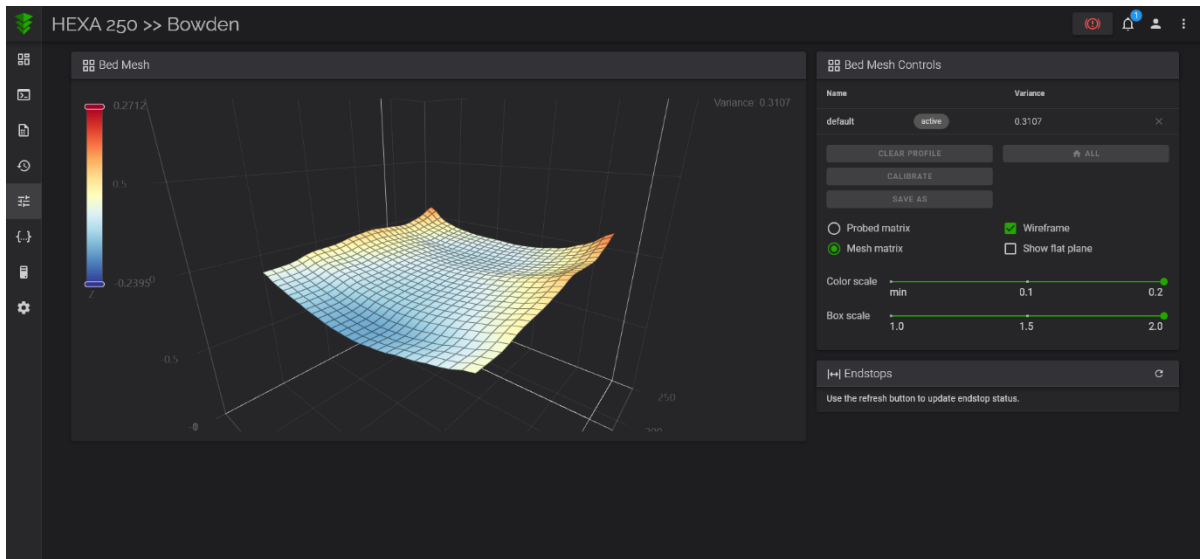 HEXA 250 >> Bowden
1
Bed Mesh
0.2712
Variance: 0.3107
0.5
-0.2395
0
Z
-0.5
250
200
-0
Bed Mesh Controls
Name Variance
default active 0.3107
CLEAR PROFILE ALL
CALIBRATE
SAVE AS
Probed matrix Wireframe
Mesh matrix Show flat plane
Color scale
min 0.1 0.2
Box scale
1.0 1.5 2.0
Endstops
Use the refresh button to update endstop status.